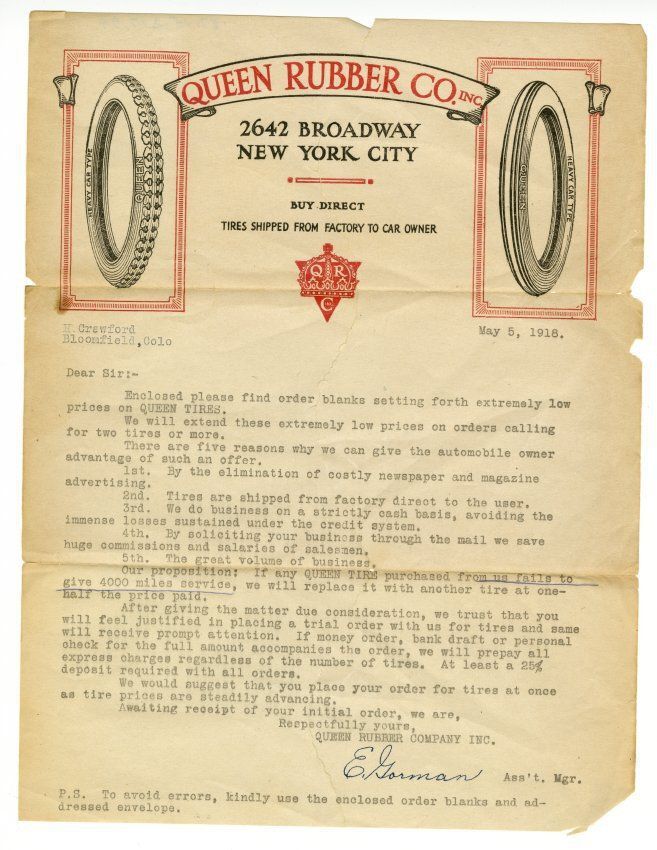 QUEEN RUBBER CO. INC.
2642 BROADWAY
NEW YORK CITY
BUY DIRECT
TIRES SHIPPED FROM FACTORY TO CAR OWNER
HEAVY CAR TYPE
QUEEN
QUEEN
HEAVY CAR TYPE
Q R
INC.
C
H. Crawford
Bloomfield, Colo
May 5, 1918.
Dear Sir:-
Enclosed please find order blanks setting forth extremely low
prices on QUEEN TIRES.
We will extend these extremely low prices on orders calling
for two tires or more.
There are five reasons why we can give the automobile owner
advantage of such an offer.
1st. By the elimination of costly newspaper and magazine
advertising.
2nd. Tires are shipped from factory direct to the user.
3rd. We do business on a strictly cash basis, avoiding the
immense losses sustained under the credit system.
4th. By soliciting your business through the mail we save
huge commissions and salaries of salesmen.
5th. The great volume of business.
Our proposition: If any QUEEN TIRE purchased from us fails to
give 4000 miles service, we will replace it with another tire at one-
half the price paid.
After giving the matter due consideration, we trust that you
will feel justified in placing a trial order with us for tires and same
will receive prompt attention. If money order, bank draft or personal
check for the full amount accompanies the order, we will prepay all
express charges regardless of the number of tires. At least a 25%
deposit required with all orders.
We would suggest that you place your order for tires at once
as tire prices are steadily advancing.
Awaiting receipt of your initial order, we are,
Respectfully yours,
QUEEN RUBBER COMPANY INC.
E. Gorman Ass't. Mgr.
P.S. To avoid errors, kindly use the enclosed order blanks and ad-
dressed envelope.